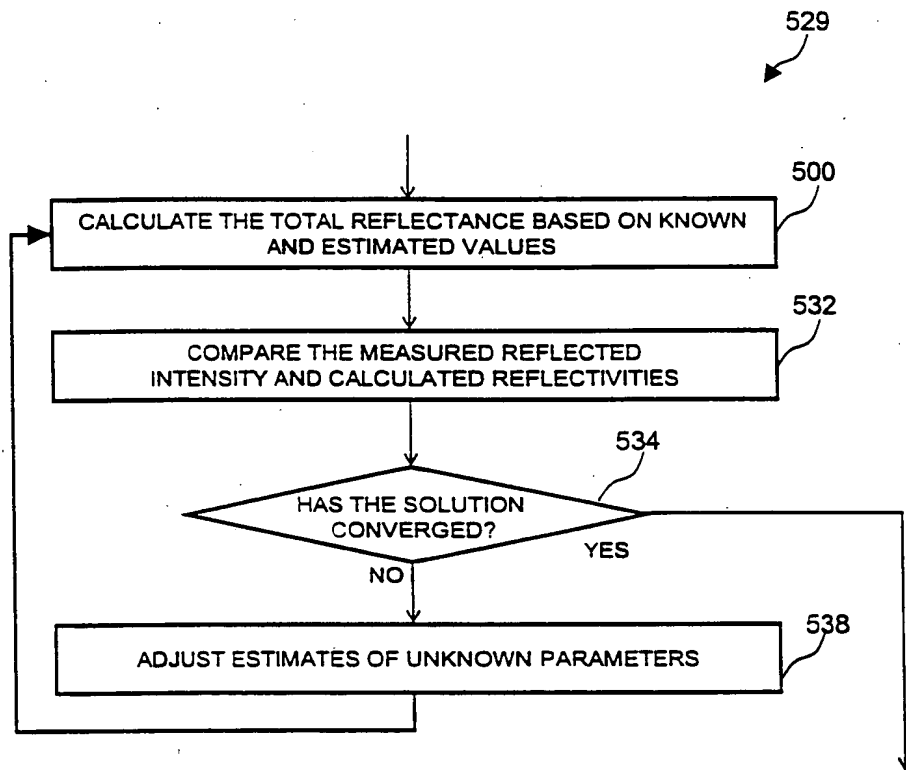 529
500
CALCULATE THE TOTAL REFLECTANCE BASED ON KNOWN
AND ESTIMATED VALUES
532
COMPARE THE MEASURED REFLECTED
INTENSITY AND CALCULATED REFLECTIVITIES
534
HAS THE SOLUTION
CONVERGED?
YES
NO
538
ADJUST ESTIMATES OF UNKNOWN PARAMETERS